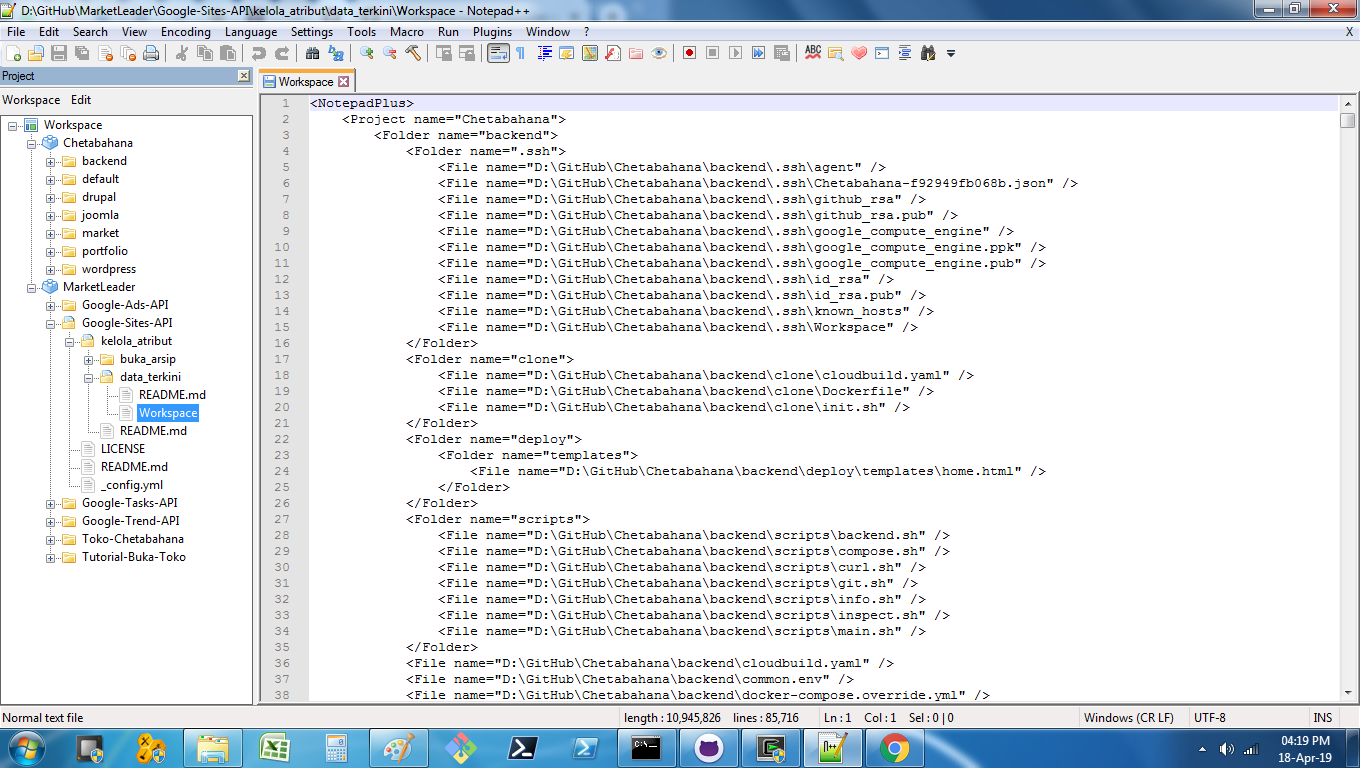 D:\GitHub\MarketLeader\Google-Sites-API\kelola_atribut\data_terkini\Workspace - Notepad++
File Edit Search View Encoding Language Settings Tools Macro Run Plugins Window ? X
Project
Workspace Edit
Workspace
Chetabahana
backend
default
drupal
joomla
market
portfolio
wordpress
MarketLeader
Google-Ads-API
Google-Sites-API
kelola_atribut
buka_arsip
data_terkini
README.md
Workspace
README.md
LICENSE
README.md
_config.yml
Google-Tasks-API
Google-Trend-API
Toko-Chetabahana
Tutorial-Buka-Toko
Workspace
1 <NotepadPlus>
2 <Project name="Chetabahana">
3 <Folder name="backend">
4 <Folder name=".ssh">
5 <File name="D:\GitHub\Chetabahana\backend\.ssh\agent" />
6 <File name="D:\GitHub\Chetabahana\backend\.ssh\Chetabahana-f92949fb068b.json" />
7 <File name="D:\GitHub\Chetabahana\backend\.ssh\github_rsa" />
8 <File name="D:\GitHub\Chetabahana\backend\.ssh\github_rsa.pub" />
9 <File name="D:\GitHub\Chetabahana\backend\.ssh\google_compute_engine" />
10 <File name="D:\GitHub\Chetabahana\backend\.ssh\google_compute_engine.ppk" />
11 <File name="D:\GitHub\Chetabahana\backend\.ssh\google_compute_engine.pub" />
12 <File name="D:\GitHub\Chetabahana\backend\.ssh\id_rsa" />
13 <File name="D:\GitHub\Chetabahana\backend\.ssh\id_rsa.pub" />
14 <File name="D:\GitHub\Chetabahana\backend\.ssh\known_hosts" />
15 <File name="D:\GitHub\Chetabahana\backend\.ssh\Workspace" />
16 </Folder>
17 <Folder name="clone">
18 <File name="D:\GitHub\Chetabahana\backend\clone\cloudbuild.yaml" />
19 <File name="D:\GitHub\Chetabahana\backend\clone\Dockerfile" />
20 <File name="D:\GitHub\Chetabahana\backend\clone\init.sh" />
21 </Folder>
22 <Folder name="deploy">
23 <Folder name="templates">
24 <File name="D:\GitHub\Chetabahana\backend\deploy\templates\home.html" />
25 </Folder>
26 </Folder>
27 <Folder name="scripts">
28 <File name="D:\GitHub\Chetabahana\backend\scripts\backend.sh" />
29 <File name="D:\GitHub\Chetabahana\backend\scripts\compose.sh" />
30 <File name="D:\GitHub\Chetabahana\backend\scripts\curl.sh" />
31 <File name="D:\GitHub\Chetabahana\backend\scripts\git.sh" />
32 <File name="D:\GitHub\Chetabahana\backend\scripts\info.sh" />
33 <File name="D:\GitHub\Chetabahana\backend\scripts\inspect.sh" />
34 <File name="D:\GitHub\Chetabahana\backend\scripts\main.sh" />
35 </Folder>
36 <File name="D:\GitHub\Chetabahana\backend\cloudbuild.yaml" />
37 <File name="D:\GitHub\Chetabahana\backend\common.env" />
38 <File name="D:\GitHub\Chetabahana\backend\docker-compose.override.yml" />
Normal text file length : 10,945,826 lines : 85,716 Ln : 1 Col : 1 Sel : 0 | 0 Windows (CR LF) UTF-8 INS
04:19 PM
18-Apr-19